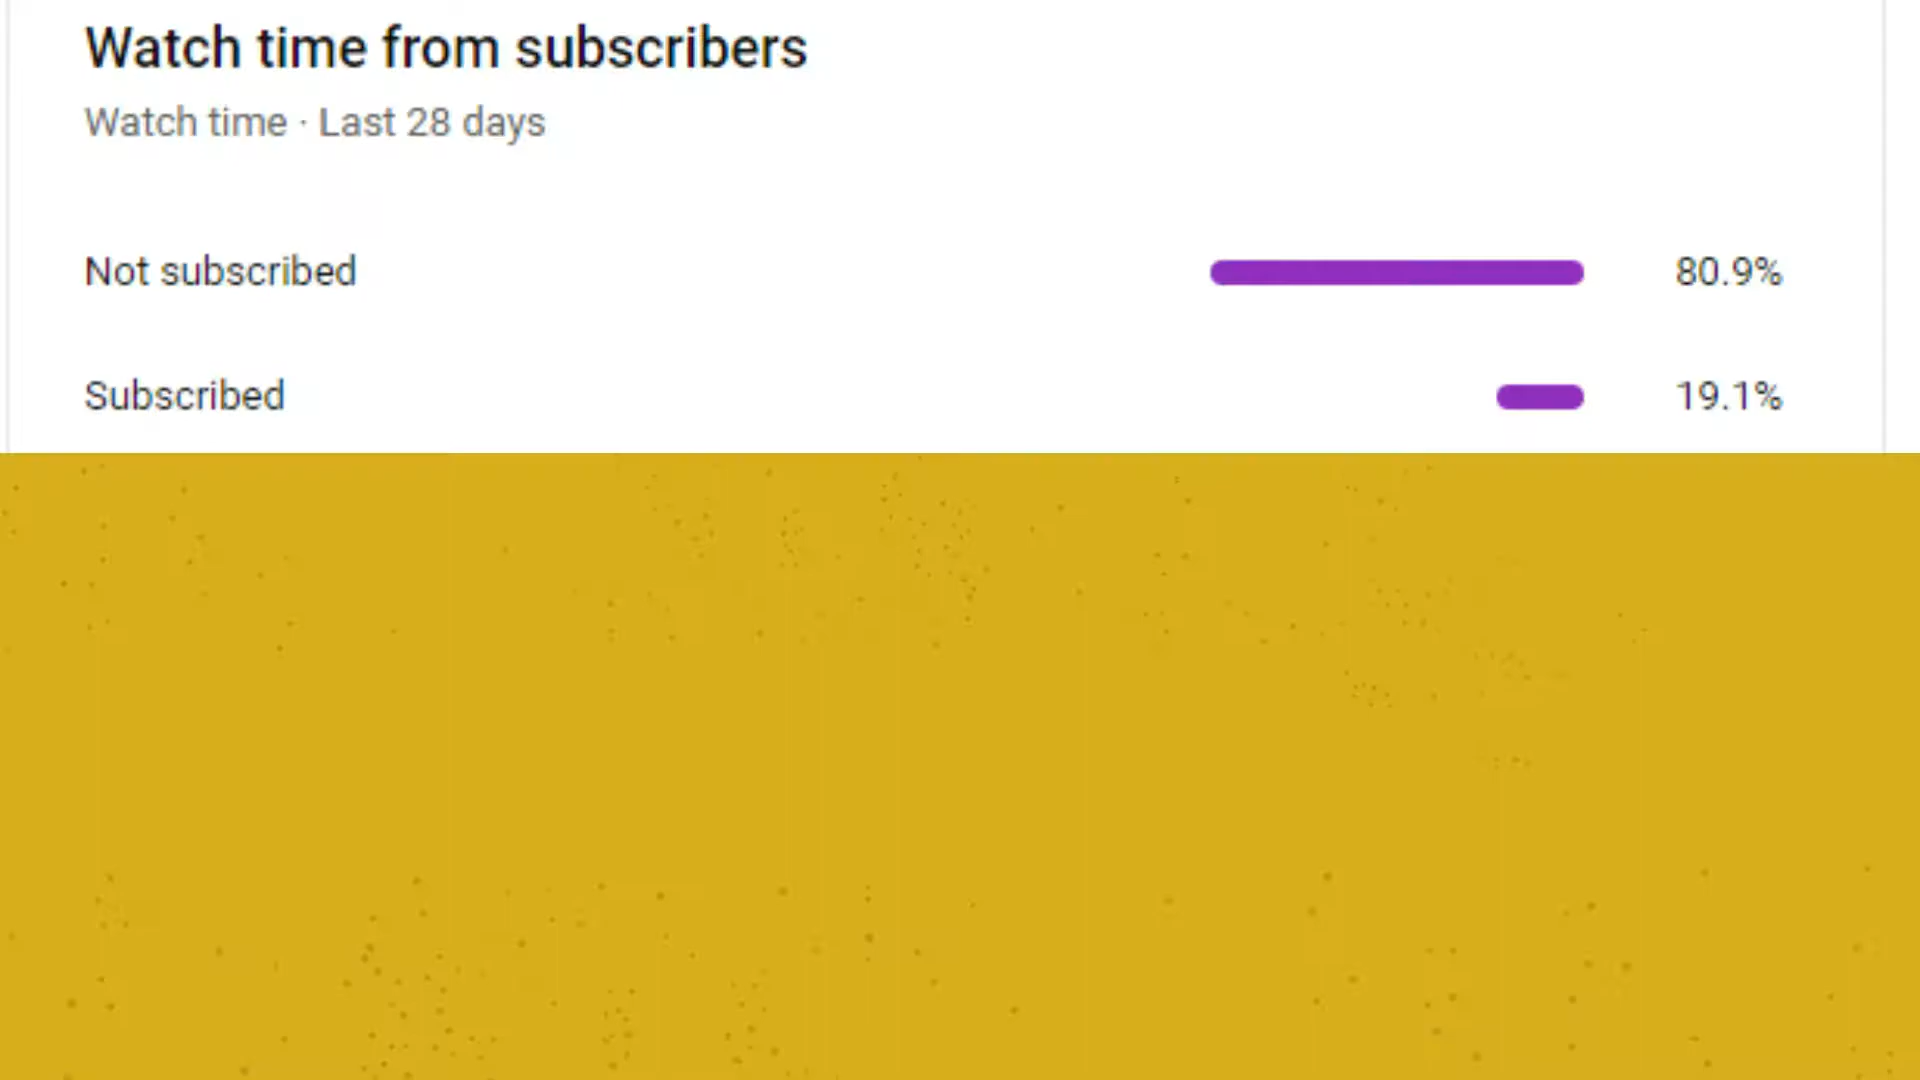 Watch time from subscribers
Watch time · Last 28 days
Not subscribed 80.9%
Subscribed 19.1%